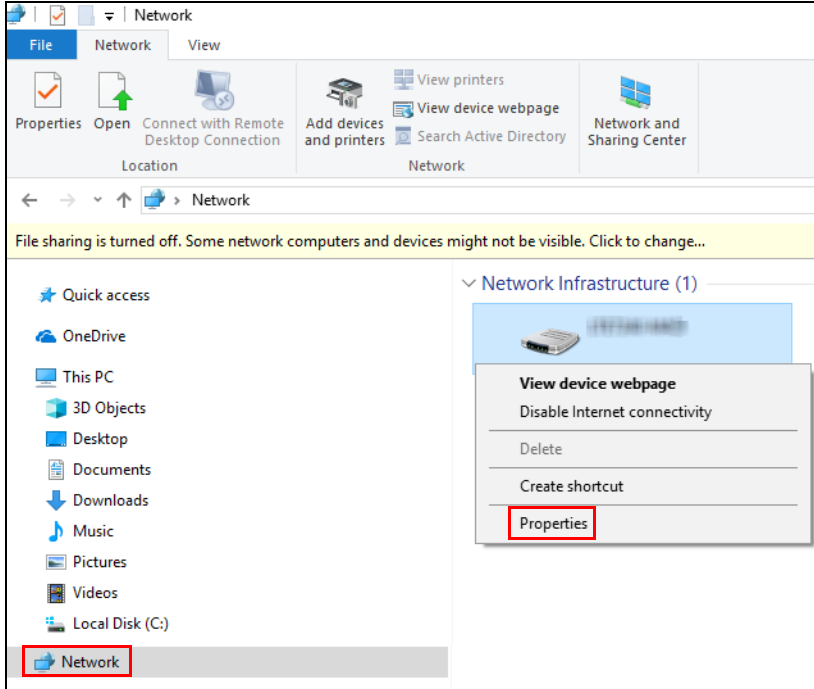 Network
File
Network
View
Properties
Open
Connect with Remote
Desktop Connection
Add devices
and printers
View printers
View device webpage
Search Active Directory
Network and
Sharing Center
Location
Network
Network
File sharing is turned off. Some network computers and devices might not be visible. Click to change...
Quick access
OneDrive
This PC
3D Objects
Desktop
Documents
Downloads
Music
Pictures
Videos
Local Disk (C:)
Network
Network Infrastructure (1)
View device webpage
Disable Internet connectivity
Delete
Create shortcut
Properties